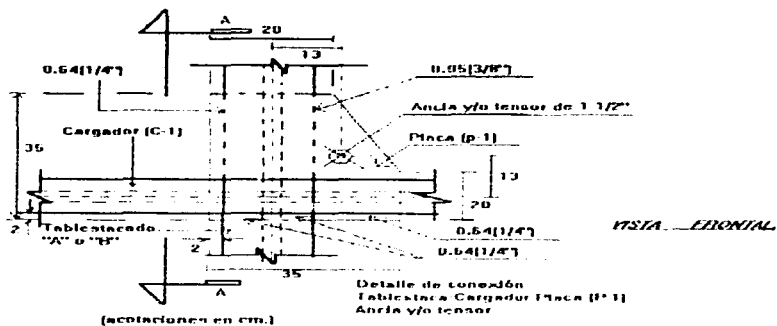 A
20
13
0.64(1/4")
0.95(3/8")
Ancla y/o tensor de 1 1/2"
Cargador (C-1)
Placa (p-1)
35
13
20
2
Tablestacado
"A" o "B"
0.64(1/4")
0.64(1/4")
VISTA FRONTAL
2
35
A
Detalle de conexión
Tablestaca Cargador Placa (P-1)
Ancla y/o tensor
(acotaciones en cm.)